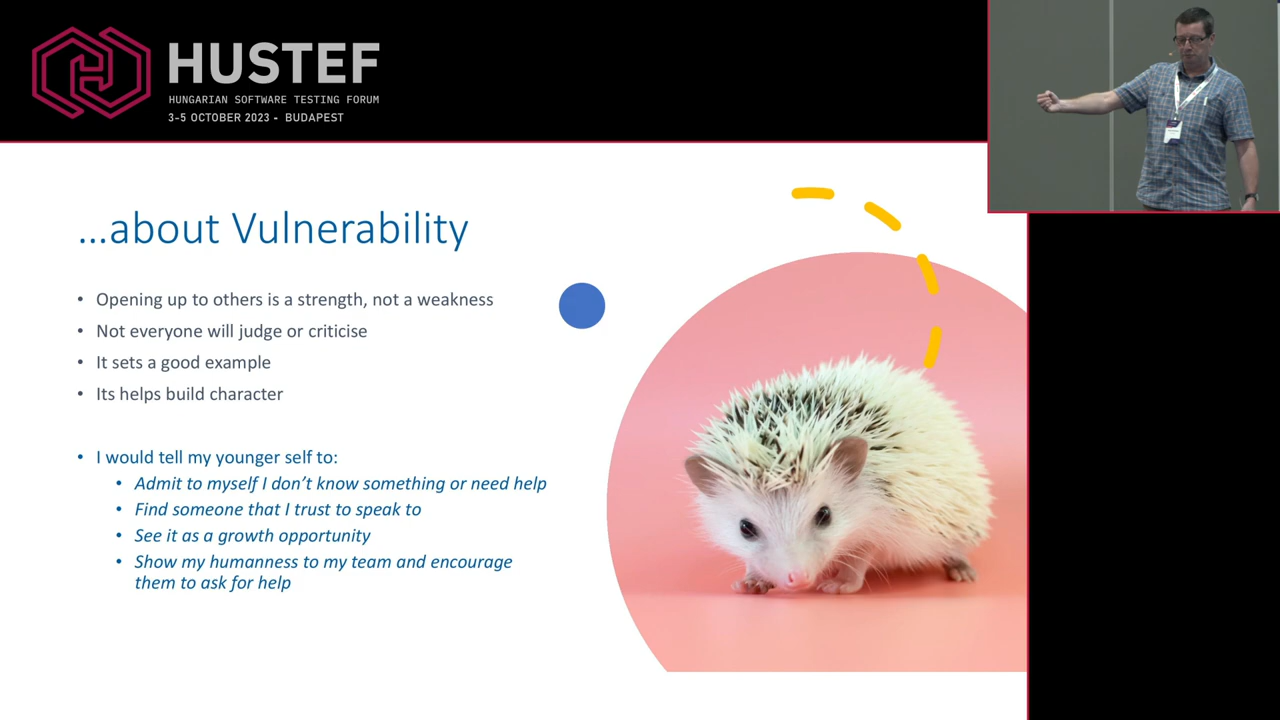 HUSTEF
HUNGARIAN SOFTWARE TESTING FORUM
3-5 OCTOBER 2023 - BUDAPEST
...about Vulnerability
• Opening up to others is a strength, not a weakness
• Not everyone will judge or criticise
• It sets a good example
• Its helps build character
• I would tell my younger self to:
• Admit to myself I don't know something or need help
• Find someone that I trust to speak to
• See it as a growth opportunity
• Show my humanness to my team and encourage
them to ask for help